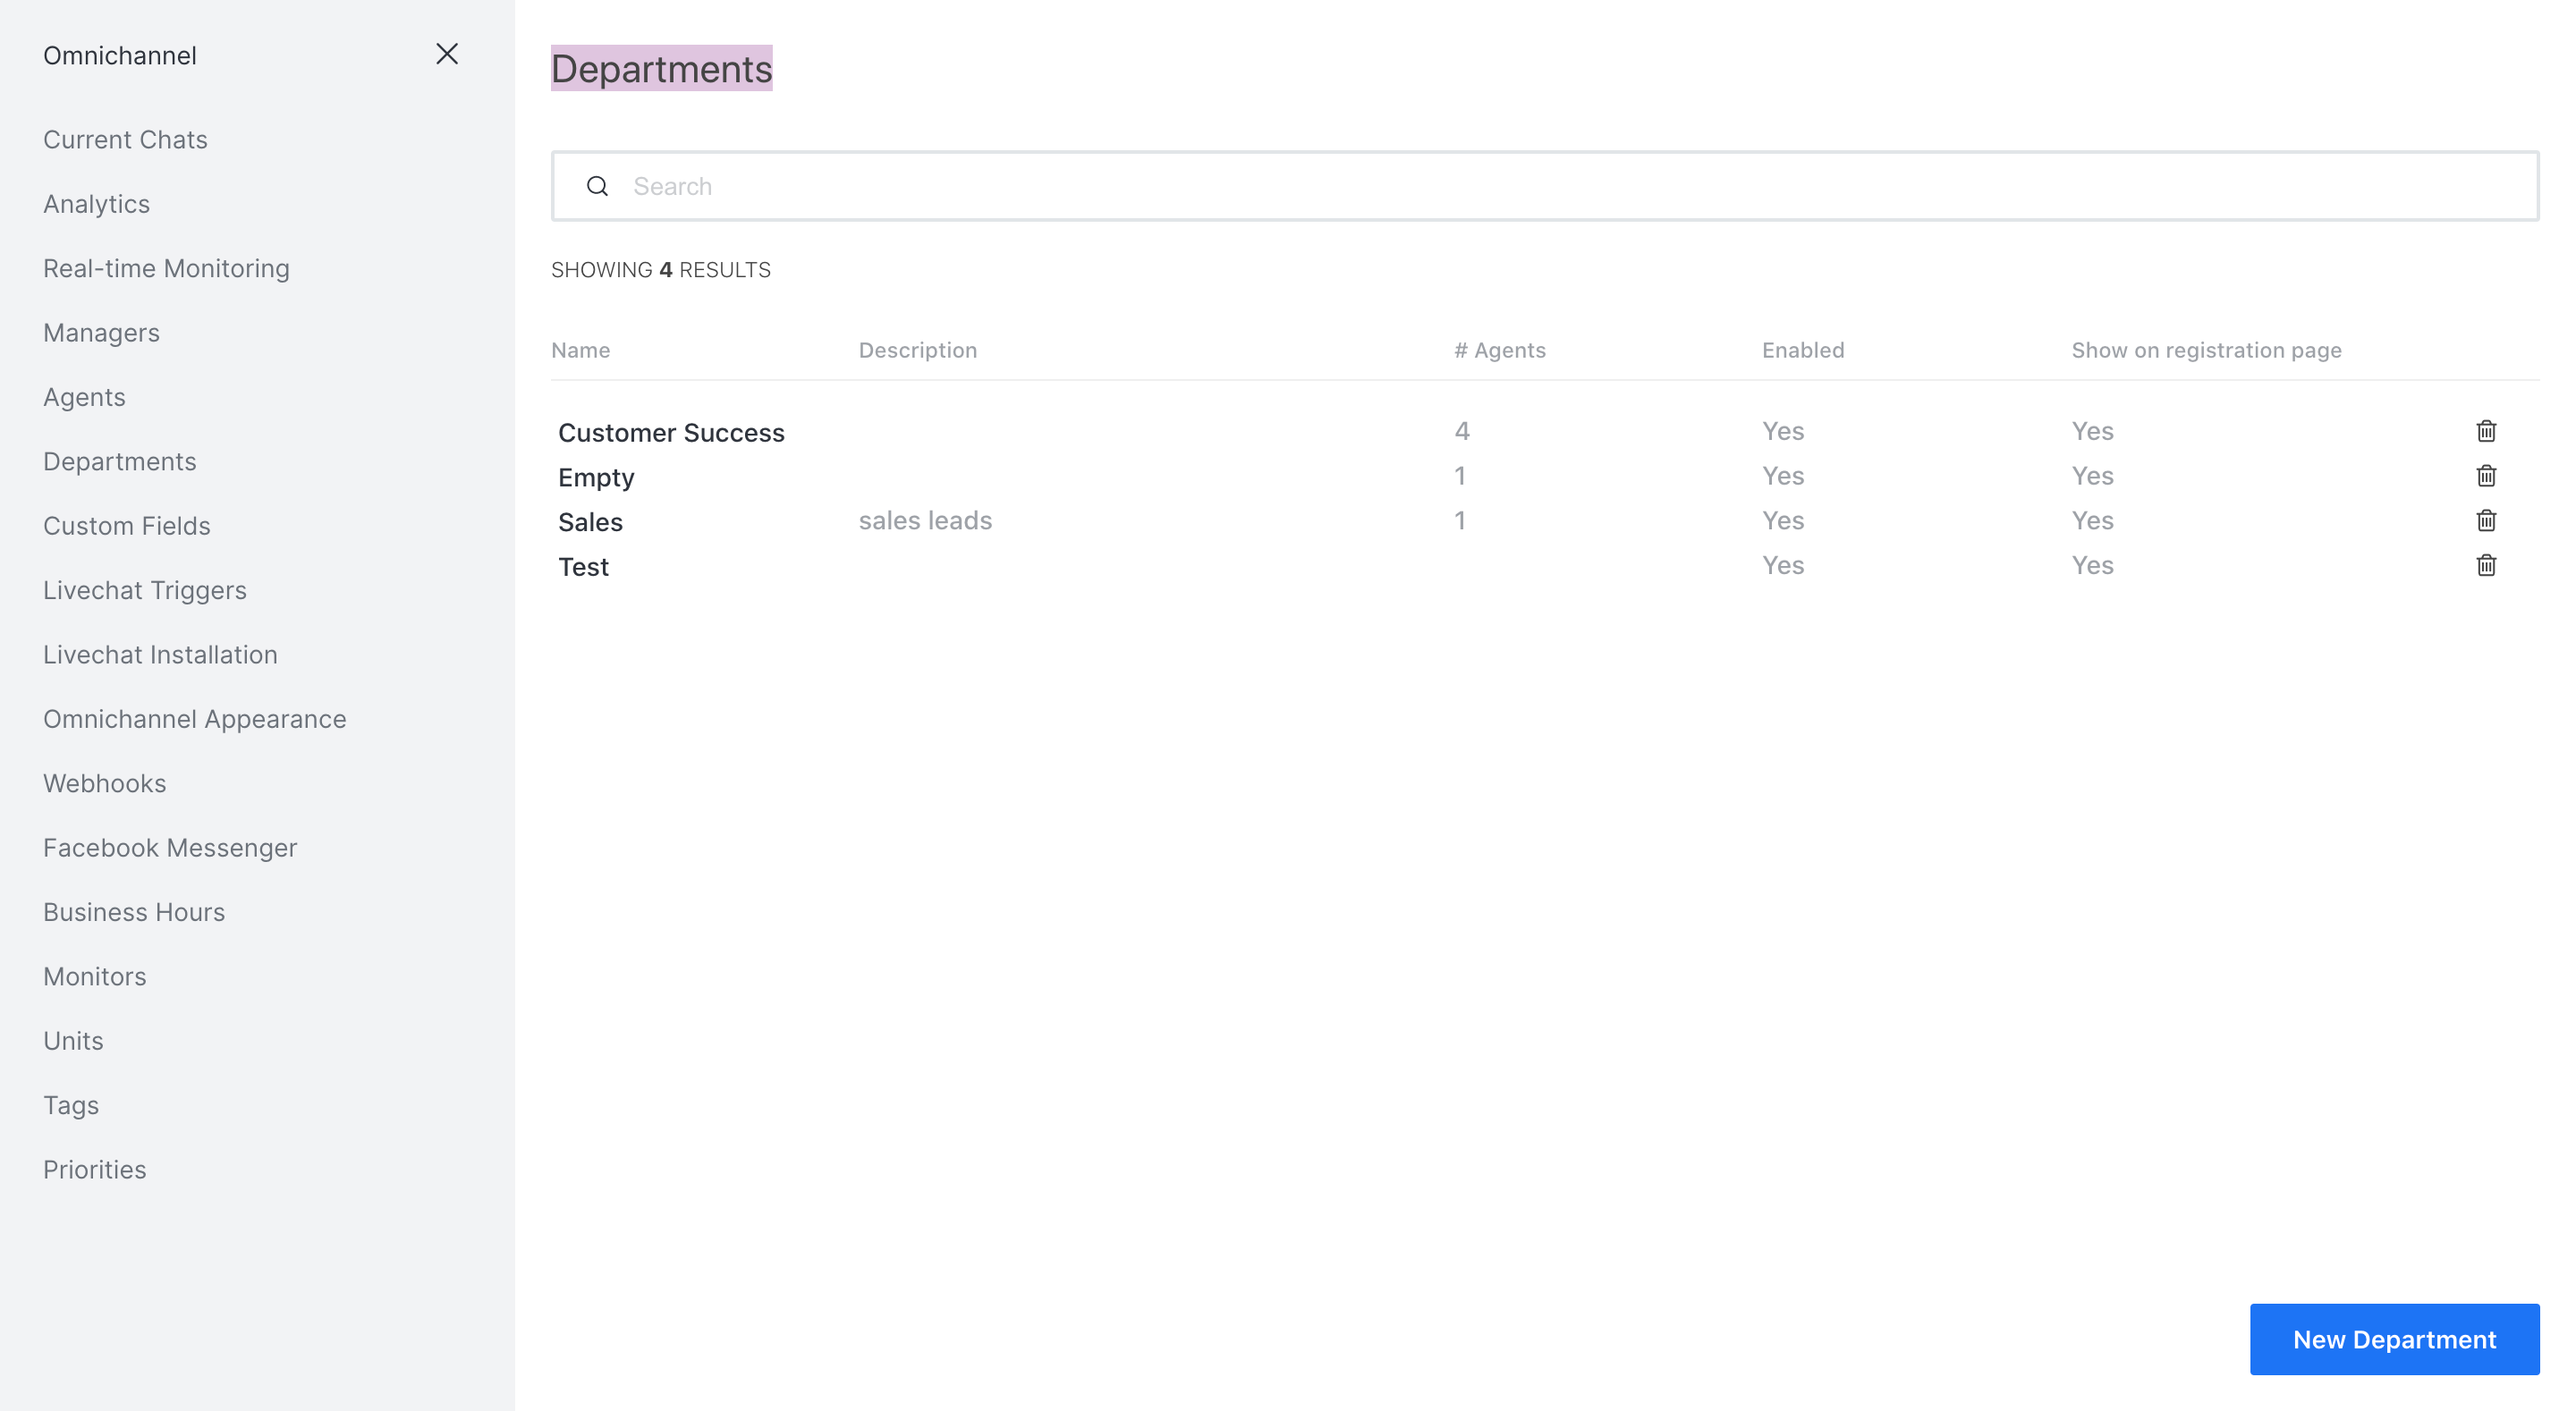 Omnichannel
Current Chats
Analytics
Real-time Monitoring
Managers
Agents
Departments
Custom Fields
Livechat Triggers
Livechat Installation
Omnichannel Appearance
Webhooks
Facebook Messenger
Business Hours
Monitors
Units
Tags
Priorities
Departments
Search
SHOWING 4 RESULTS
Name Description # Agents Enabled Show on registration page
Customer Success 4 Yes Yes
Empty 1 Yes Yes
Sales sales leads 1 Yes Yes
Test Yes Yes
New Department